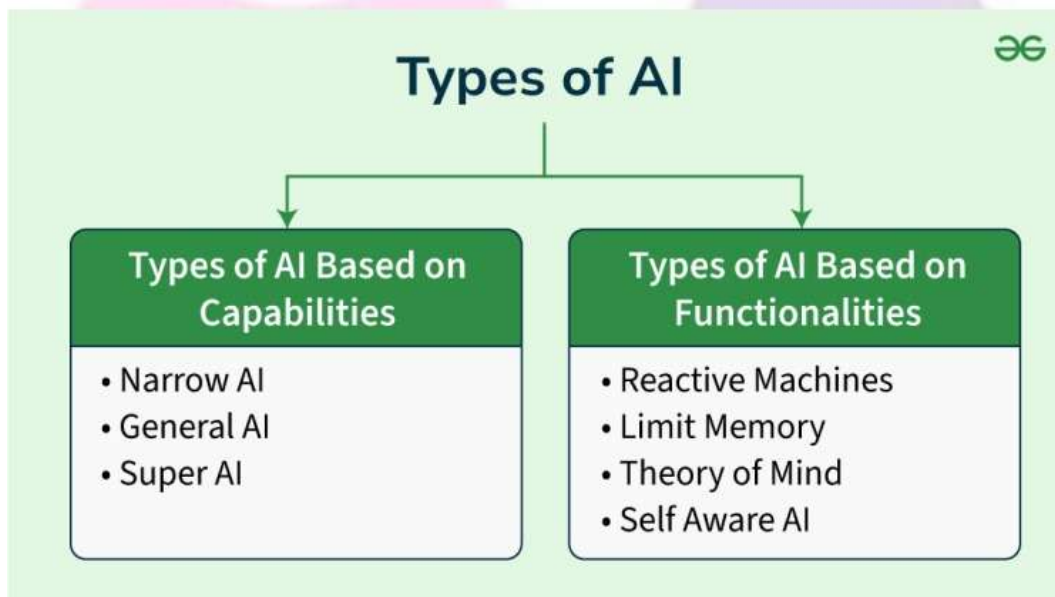 Types of AI
Types of AI Based on
Capabilities
• Narrow AI
• General AI
• Super AI
Types of AI Based on
Functionalities
• Reactive Machines
• Limit Memory
• Theory of Mind
• Self Aware AI